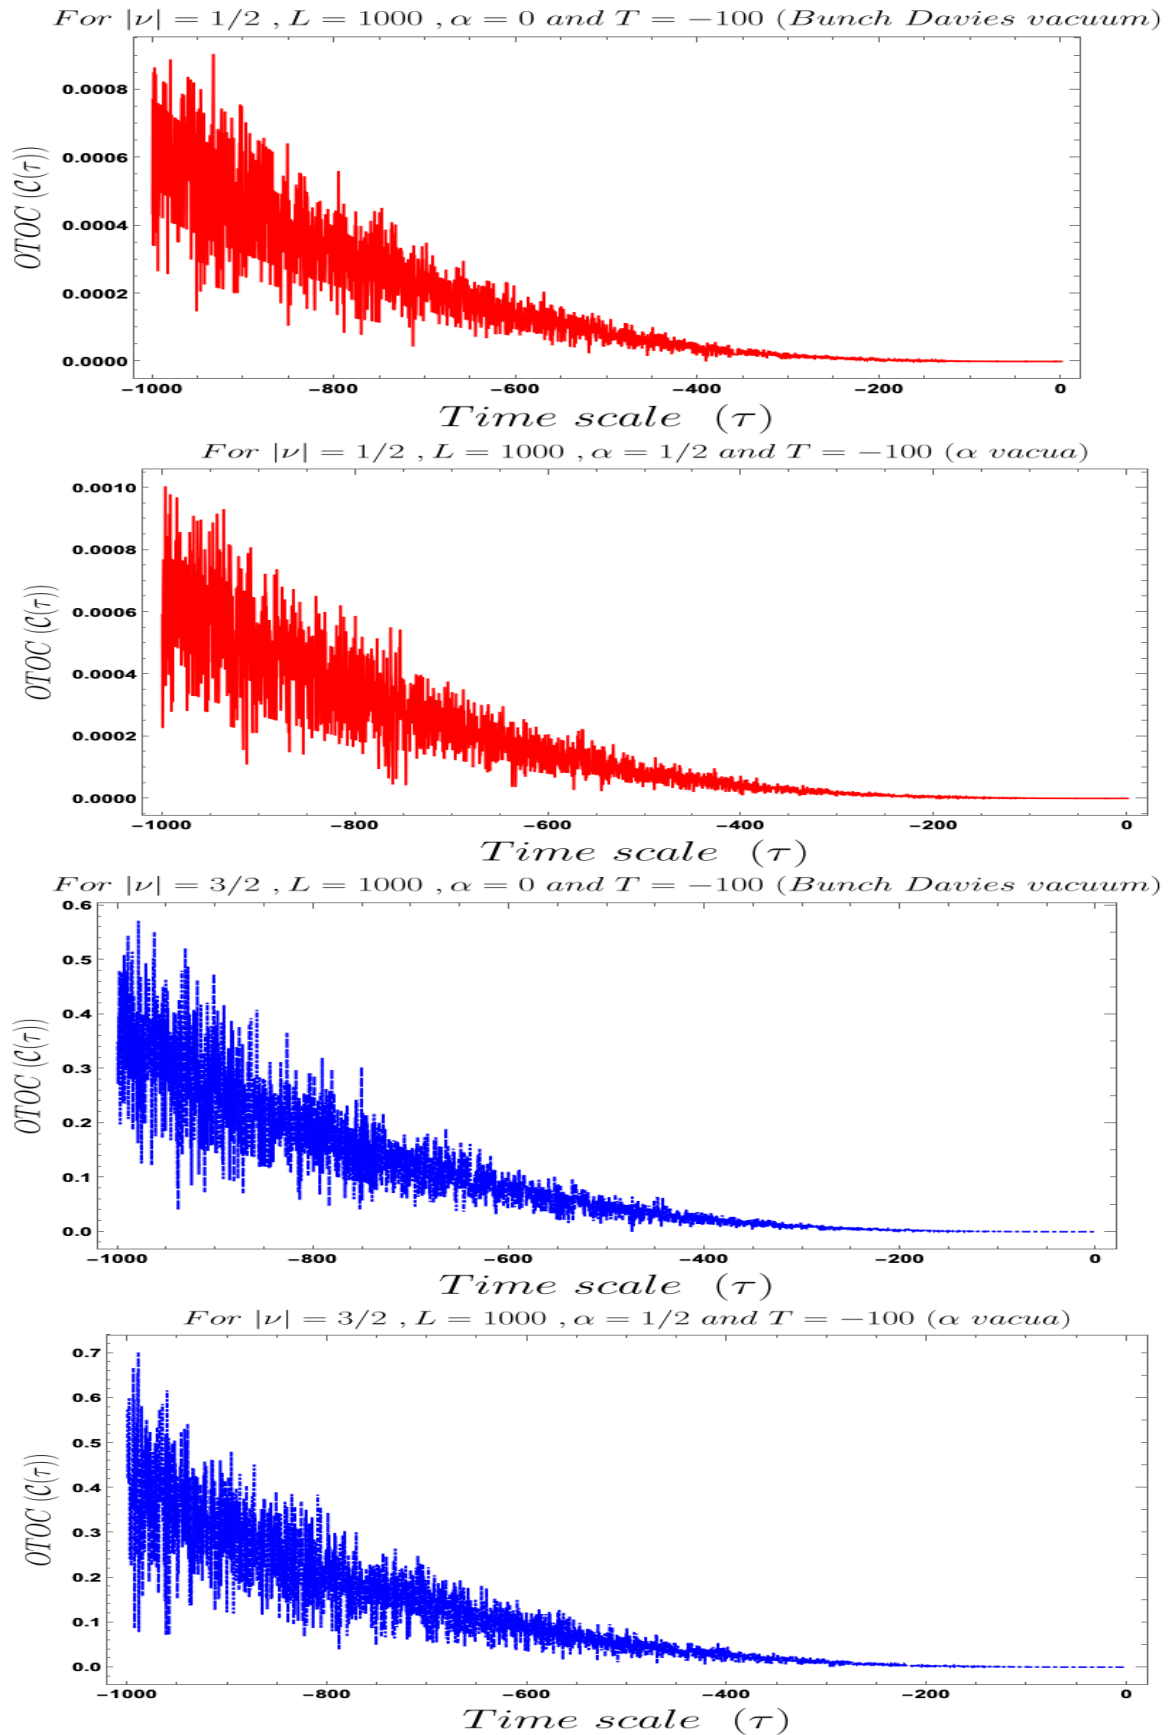 For |ν| = 1/2 , L = 1000 , α = 0 and T = −100 (Bunch Davies vacuum)
OTOC (C(τ))
0.0008
0.0006
0.0004
0.0002
0.0000
−1000 −800 −600 −400 −200 0
Time scale (τ)
For |ν| = 1/2 , L = 1000 , α = 1/2 and T = −100 (α vacua)
OTOC (C(τ))
0.0010
0.0008
0.0006
0.0004
0.0002
0.0000
−1000 −800 −600 −400 −200 0
Time scale (τ)
For |ν| = 3/2 , L = 1000 , α = 0 and T = −100 (Bunch Davies vacuum)
OTOC (C(τ))
0.6
0.5
0.4
0.3
0.2
0.1
0.0
−1000 −800 −600 −400 −200 0
Time scale (τ)
For |ν| = 3/2 , L = 1000 , α = 1/2 and T = −100 (α vacua)
OTOC (C(τ))
0.7
0.6
0.5
0.4
0.3
0.2
0.1
0.0
−1000 −800 −600 −400 −200 0
Time scale (τ)